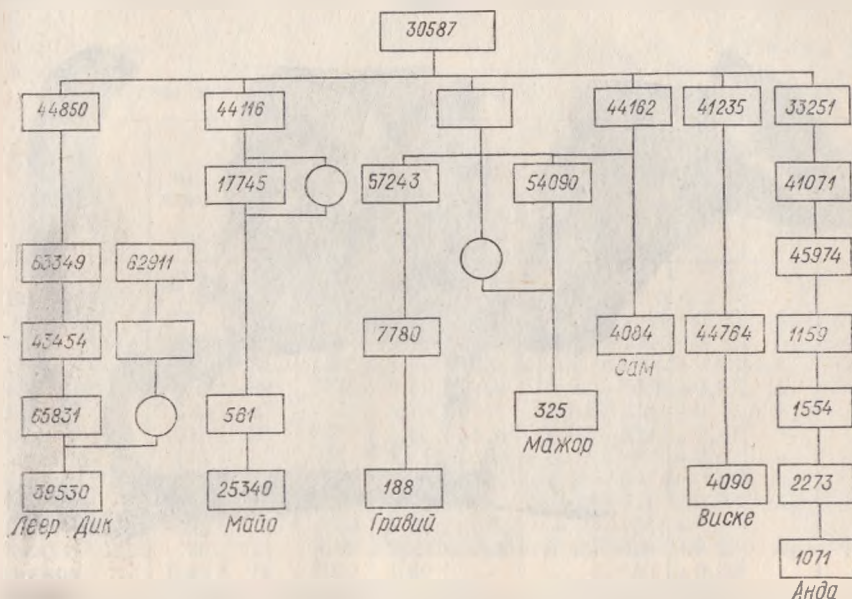 30587
44850 44116 44162 41235 33251
17745 57243 54090 41071
53349 62911 45974
43454 7780 4084 44764 1159
Сам
65831 561 325 1554
Мажор
39530 25340 188 4090 2273
Леер Дик Майо Гравий Виске
1071
Анда